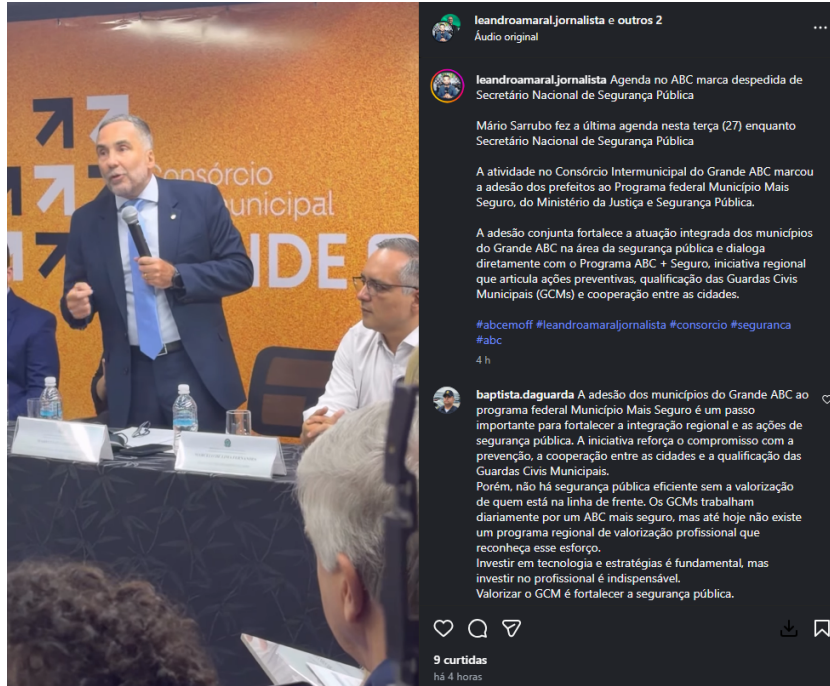 leandroamaral.jornalista e outros 2
Áudio original
...
leandroamaral.jornalista Agenda no ABC marca despedida de
Secretário Nacional de Segurança Pública
Mário Sarrubo fez a última agenda nesta terça (27) enquanto
Secretário Nacional de Segurança Pública
A atividade no Consórcio Intermunicipal do Grande ABC marcou
a adesão dos prefeitos ao Programa federal Município Mais
Seguro, do Ministério da Justiça e Segurança Pública.
A adesão conjunta fortalece a atuação integrada dos municípios
do Grande ABC na área da segurança pública e dialoga
diretamente com o Programa ABC + Seguro, iniciativa regional
que articula ações preventivas, qualificação das Guardas Civis
Municipais (GCMs) e cooperação entre as cidades.
#abcemoff #leandroamaraljornalista #consorcio #seguranca
#abc
4 h
baptista.daguarda A adesão dos municípios do Grande ABC ao
programa federal Município Mais Seguro é um passo
importante para fortalecer a integração regional e as ações de
segurança pública. A iniciativa reforça o compromisso com a
prevenção, a cooperação entre as cidades e a qualificação das
Guardas Civis Municipais.
Porém, não há segurança pública eficiente sem a valorização
de quem está na linha de frente. Os GCMs trabalham
diariamente por um ABC mais seguro, mas até hoje não existe
um programa regional de valorização profissional que
reconheça esse esforço.
Investir em tecnologia e estratégias é fundamental, mas
investir no profissional é indispensável.
Valorizar o GCM é fortalecer a segurança pública.
9 curtidas
há 4 horas
onsórcio
unicipal
NDE